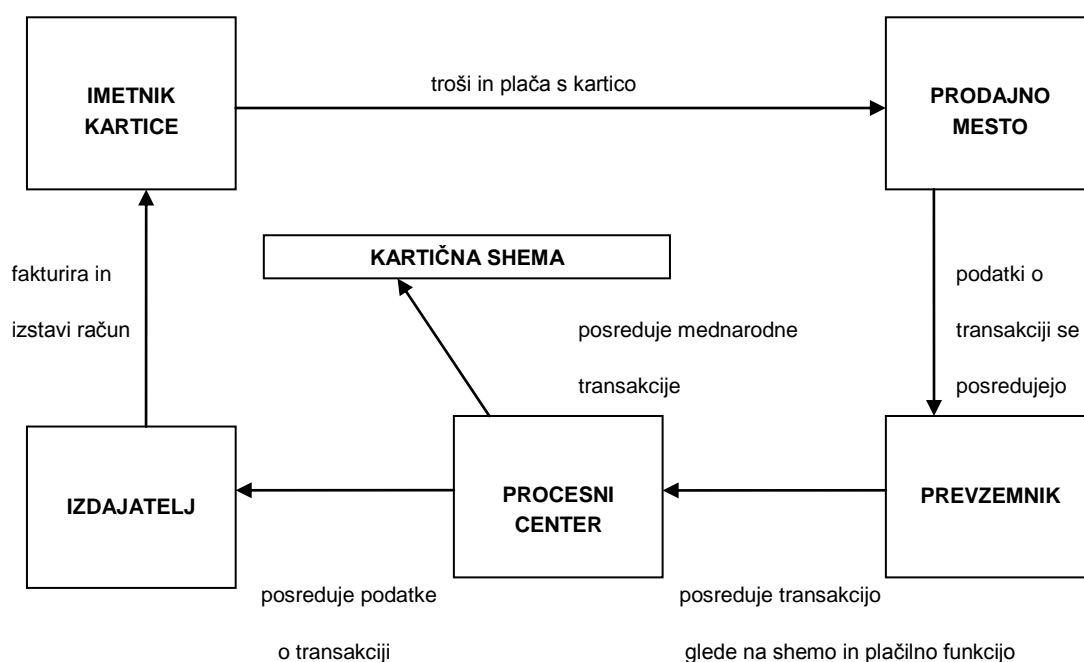 IMETNIK
KARTICE
troši in plača s kartico
PRODAJNO
MESTO
KARTIČNA SHEMA
fakturira in
izstavi račun
posreduje mednarodne
transakcije
podatki o
transakciji se
posredujejo
IZDAJATELJ
PROCESNI
CENTER
PREVZEMNIK
posreduje podatke
o transakciji
posreduje transakcijo
glede na shemo in plačilno funkcijo